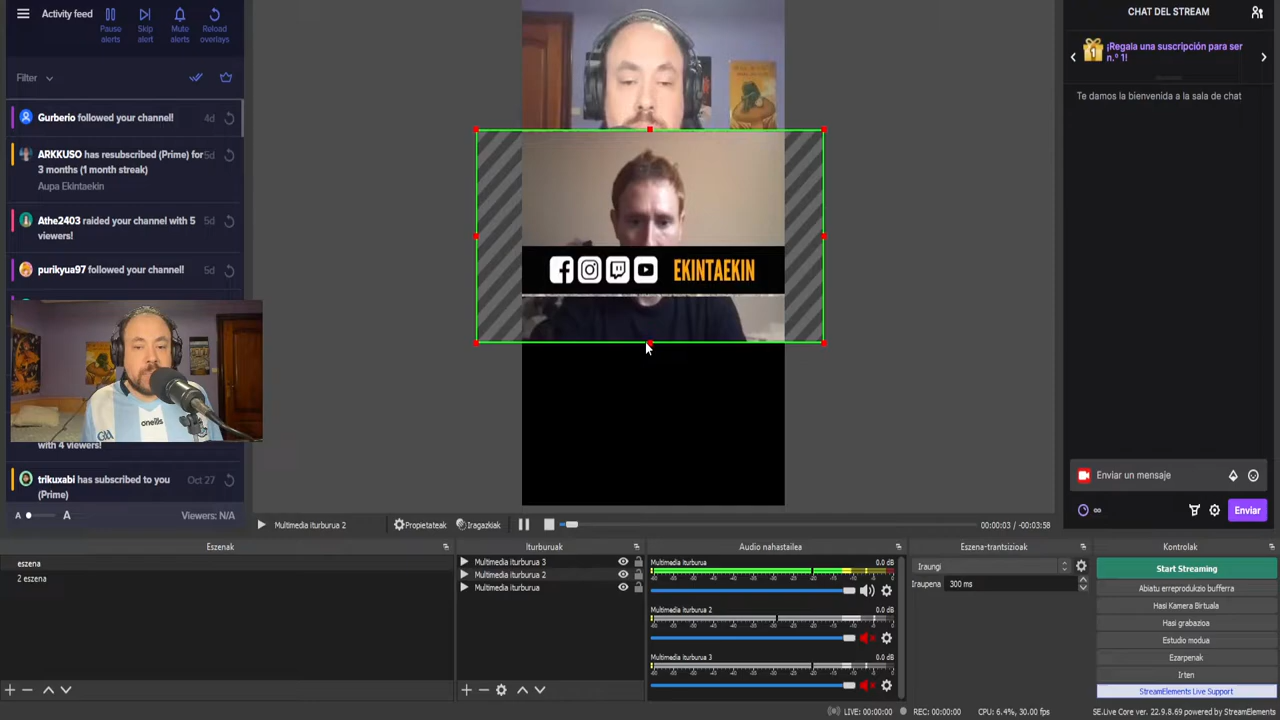 Activity feed
Pause alerts
Skip alert
Mute alerts
Reload overlays
Filter
Gurberio followed your channel! 4d
ARKKUSO has resubscribed (Prime) for 5d
3 months (1 month streak)
Aupa Ekintaekin
Athe2403 raided your channel with 5 5d
viewers!
purikyua97 followed your channel! 5d
with 4 viewers!
trikuxabi has subscribed to you Oct 27
(Prime)
A A Viewers: N/A
oneills
EKINTAEKIN
CHAT DEL STREAM
1
¡Regala una suscripción para ser
n.º 1!
Te damos la bienvenida a la sala de chat
Enviar un mensaje
∞
Enviar
Multimedia iturburua 2
Propietateak
Iragazkiak
00:00:03 / -00:03:58
Eszenak
eszena
2 eszena
Iturburuak
Multimedia iturburua 3
Multimedia iturburua 2
Multimedia iturburua
Audio nahastailea
Multimedia iturburua 0.0 dB
Multimedia iturburua 2 0.0 dB
Multimedia iturburua 3 0.0 dB
Eszena-trantsizioak
Iraungi
Iraupena 300 ms
Kontrolak
Start Streaming
Abiatu erreprodukzio bufferra
Hasi Kamera Birtuala
Hasi grabazioa
Estudio modua
Ezarpenak
Irten
StreamElements Live Support
LIVE: 00:00:00 REC: 00:00:00 CPU: 6.4%, 30.00 fps SE.Live Core ver. 22.9.8.69 powered by StreamElements